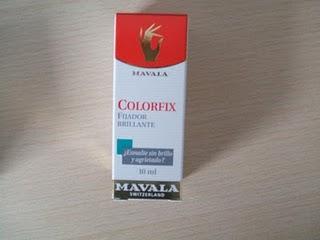 MAVALA
COLORFIX
FIJADOR
BRILLANTE
¿Esmalte sin brillo
y agrietado?
10 ml
MAVALA
SWITZERLAND